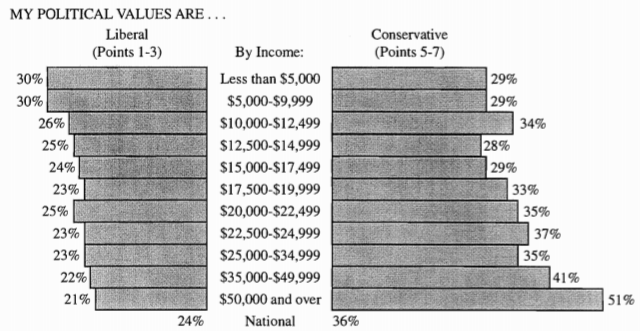 MY POLITICAL VALUES ARE . . .
Liberal Conservative
(Points 1-3) By Income: (Points 5-7)
30% Less than $5,000 29%
30% $5,000-$9,999 29%
26% $10,000-$12,499 34%
25% $12,500-$14,999 28%
24% $15,000-$17,499 29%
23% $17,500-$19,999 33%
25% $20,000-$22,499 35%
23% $22,500-$24,999 37%
23% $25,000-$34,999 35%
22% $35,000-$49,999 41%
21% $50,000 and over 51%
24% National 36%